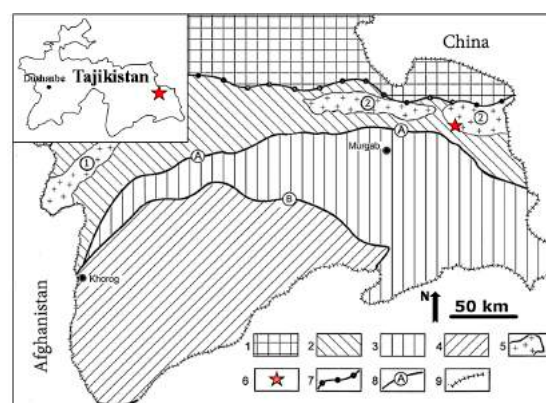 China
Dushanbe
Tajikistan
2
2
A
A
Murgab
1
B
Khorog
Afghanistan
N
50 km
1
2
3
4
5
6
7
8
A
9